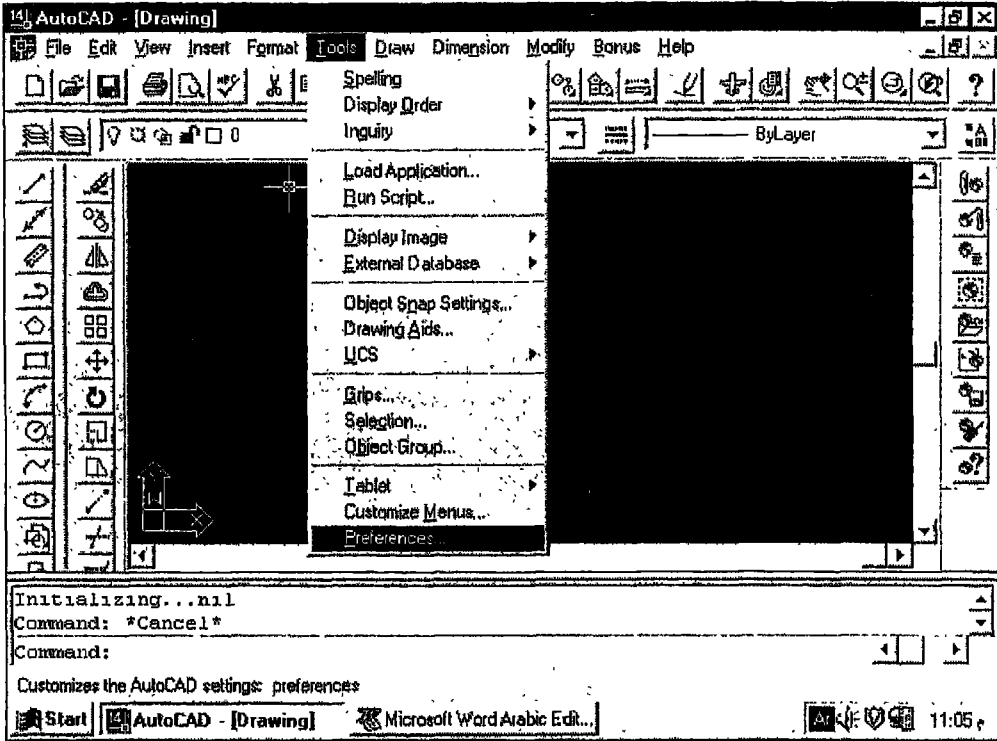 AutoCAD - [Drawing]
File Edit View Insert Format Tools Draw Dimension Modify Bonus Help
0
ByLayer
Spelling
Display Order
Inquiry
Load Application...
Run Script...
Display Image
External Database
Object Snap Settings...
Drawing Aids...
UCS
Grips...
Selection...
Object Group...
Tablet
Customize Menus...
Preferences...
W
X
Initializing...nil
Command: *Cancel*
Command:
Customizes the AutoCAD settings: preferences
Start AutoCAD - [Drawing] Microsoft Word Arabic Edit... Ar 11:05 م